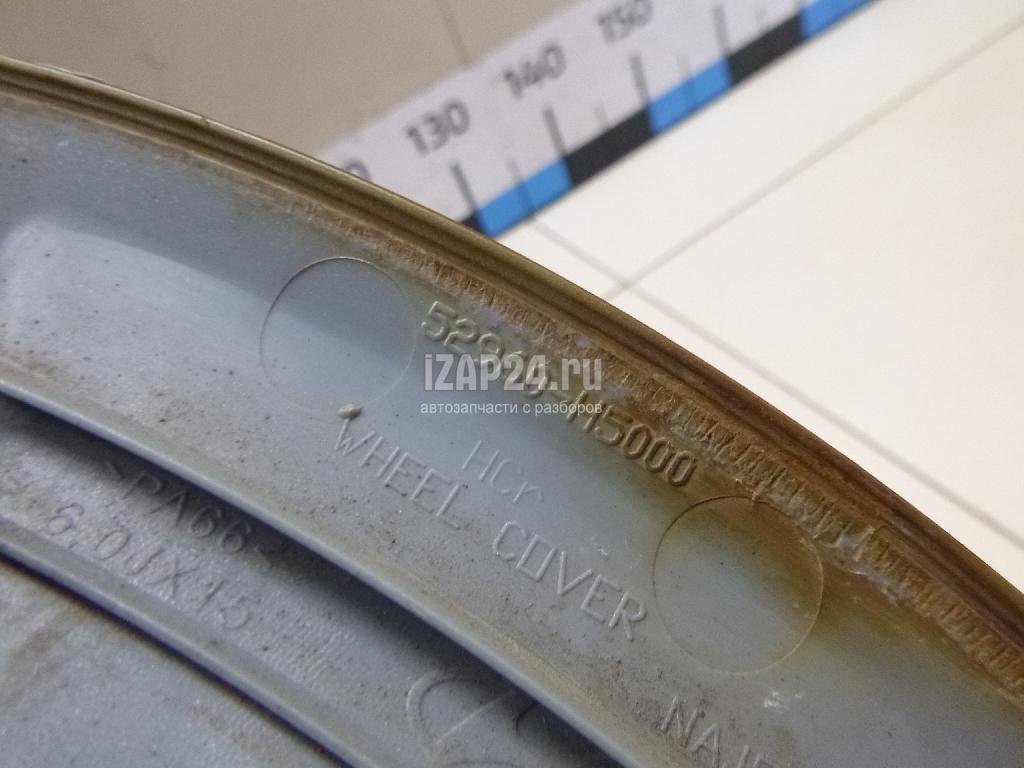 130 140 150
52960-H5000
iZAP24.ru
автозапчасти с разборов
HCr
WHEEL COVER
>PA66<
6.0JX15